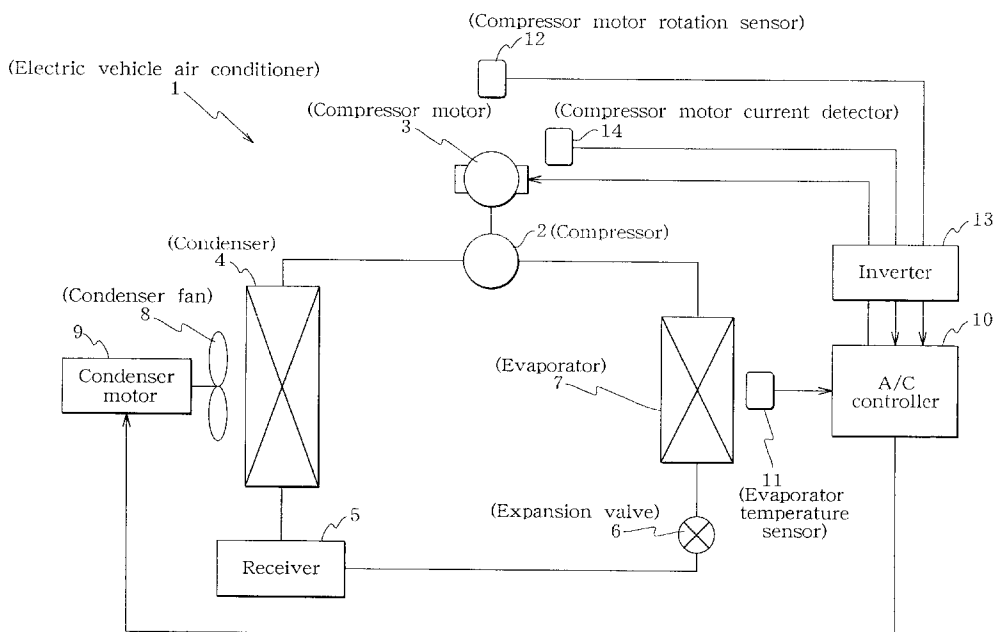 (Compressor motor rotation sensor)
12
(Electric vehicle air conditioner)
1
(Compressor motor)
3
(Compressor motor current detector)
14
2 (Compressor)
13
Inverter
(Condenser)
4
(Condenser fan)
8
9
Condenser
motor
(Evaporator)
7
10
A/C
controller
11
(Evaporator
temperature
sensor)
(Expansion valve)
6
5
Receiver